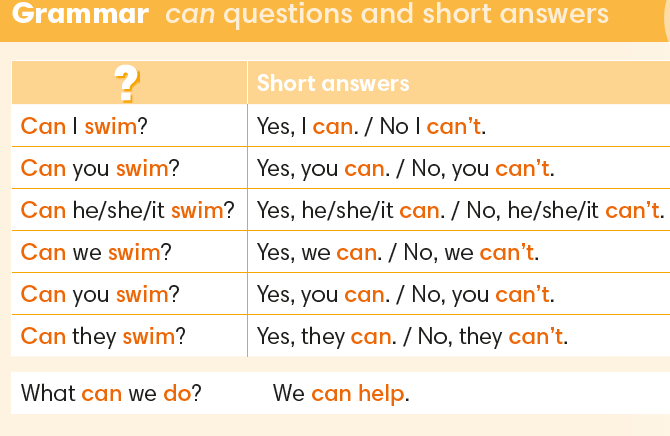 Grammar can questions and short answers
? Short answers
Can I swim? Yes, I can. / No I can't.
Can you swim? Yes, you can. / No, you can't.
Can he/she/it swim? Yes, he/she/it can. / No, he/she/it can't.
Can we swim? Yes, we can. / No, we can't.
Can you swim? Yes, you can. / No, you can't.
Can they swim? Yes, they can. / No, they can't.
What can we do? We can help.